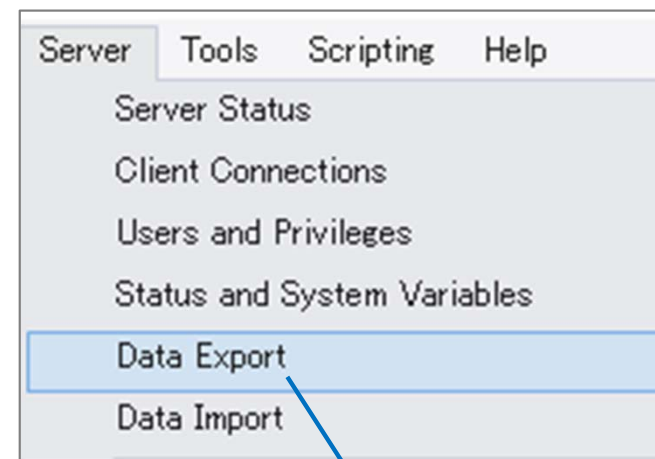 Server Tools Scripting Help
Server Status
Client Connections
Users and Privileges
Status and System Variables
Data Export
Data Import